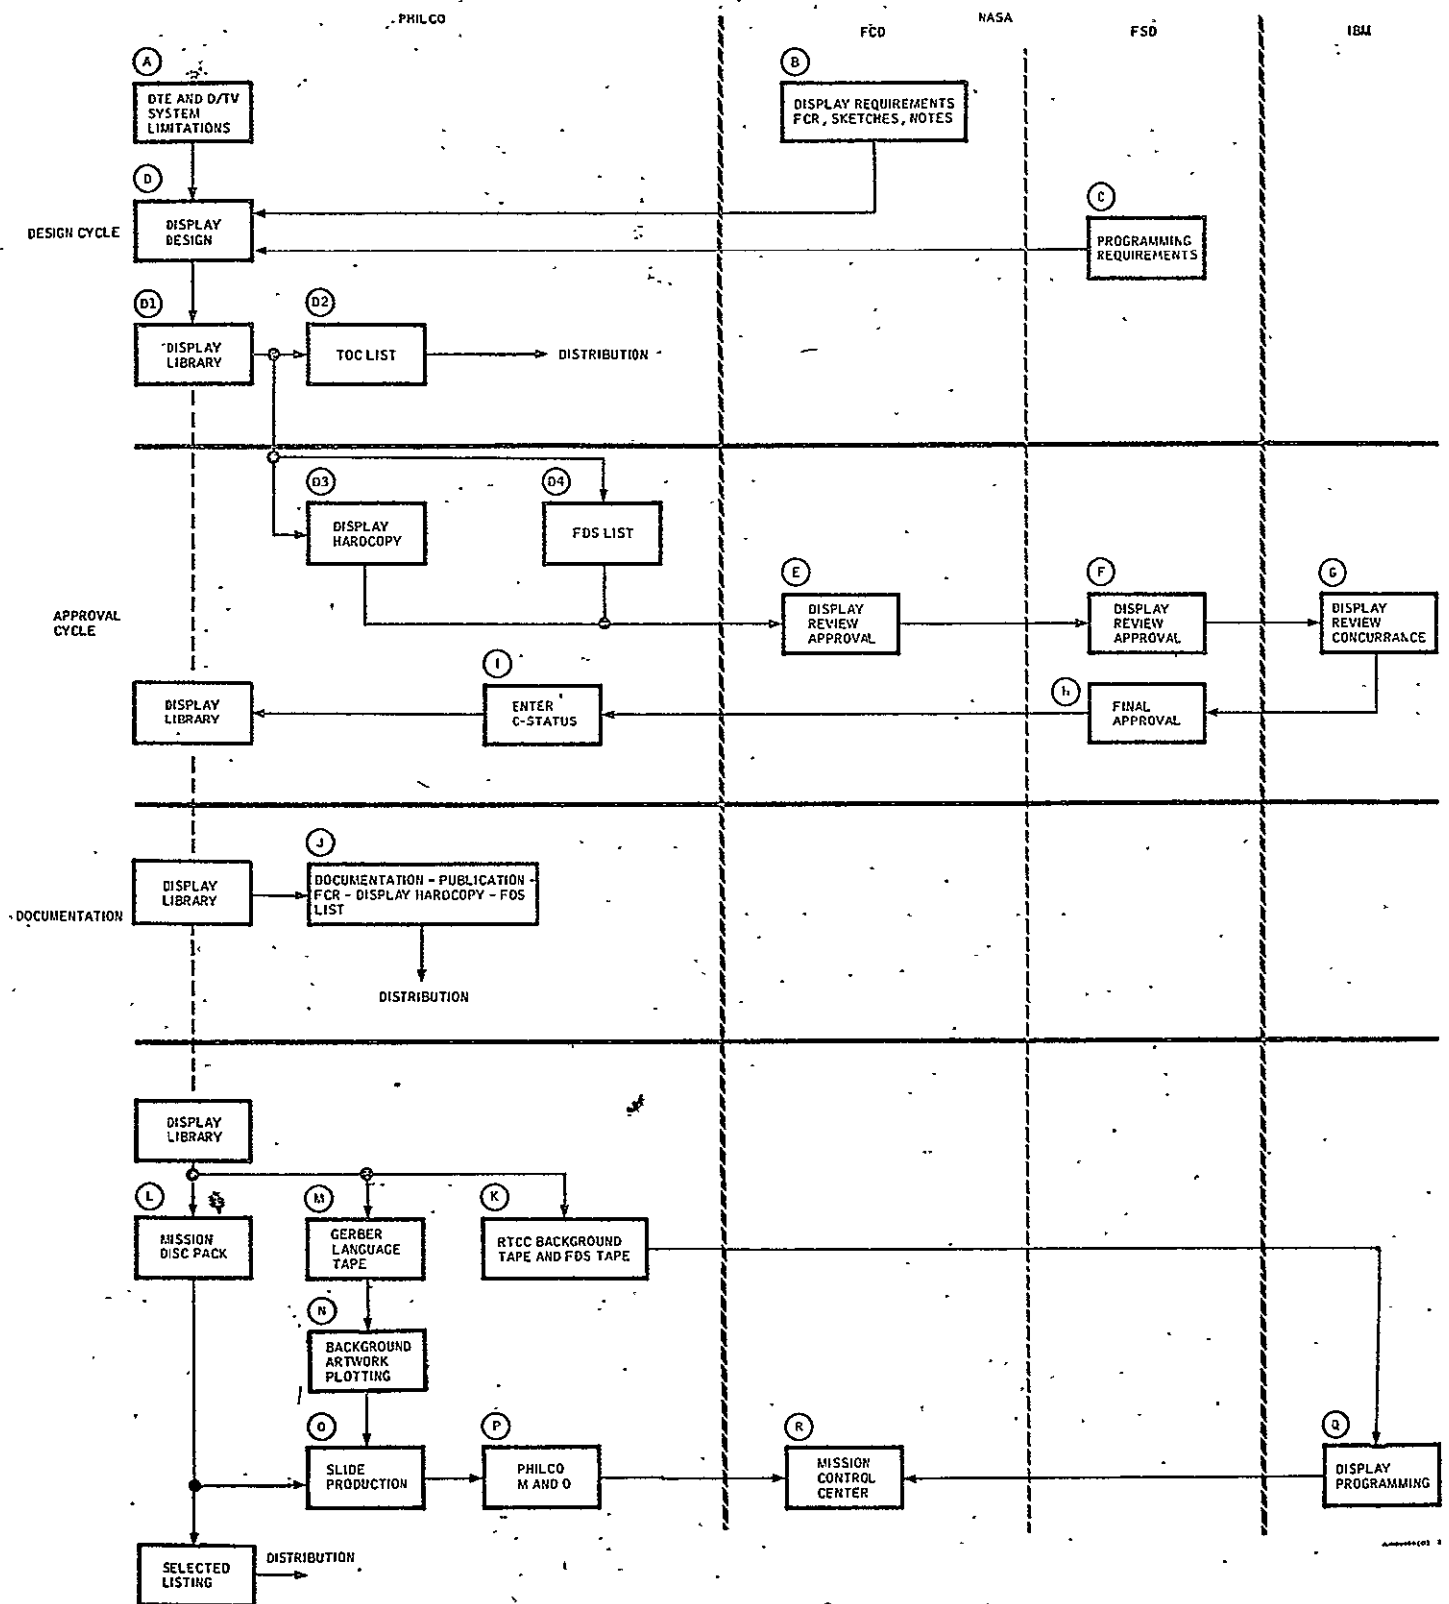 PHILCO
NASA
FCD
FSD
IBM
A
DTE AND D/TV
SYSTEM
LIMITATIONS
B
DISPLAY REQUIREMENTS
FCR, SKETCHES, NOTES
D
DESIGN CYCLE
DISPLAY
DESIGN
C
PROGRAMMING
REQUIREMENTS
D1
DISPLAY
LIBRARY
D2
TOC LIST
DISTRIBUTION
D3
DISPLAY
HARDCOPY
D4
FDS LIST
APPROVAL
CYCLE
E
DISPLAY
REVIEW
APPROVAL
F
DISPLAY
REVIEW
APPROVAL
G
DISPLAY
REVIEW
CONCURRANCE
DISPLAY
LIBRARY
I
ENTER
C-STATUS
h
FINAL
APPROVAL
DOCUMENTATION
DISPLAY
LIBRARY
J
DOCUMENTATION - PUBLICATION -
FCR - DISPLAY HARDCOPY - FDS
LIST
DISTRIBUTION
DISPLAY
LIBRARY
L
MISSION
DISC PACK
M
GERBER
LANGUAGE
TAPE
K
RTCC BACKGROUND
TAPE AND FDS TAPE
N
BACKGROUND
ARTWORK
PLOTTING
O
SLIDE
PRODUCTION
P
PHILCO
M AND O
R
MISSION
CONTROL
CENTER
Q
DISPLAY
PROGRAMMING
SELECTED
LISTING
DISTRIBUTION